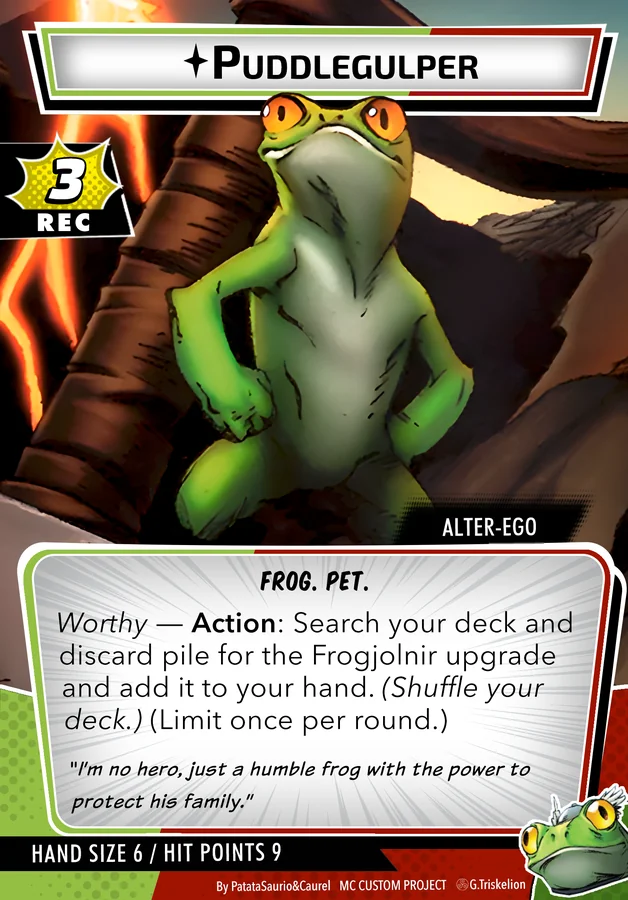 ✦PUDDLEGULPER
3
REC
ALTER-EGO
FROG. PET.
Worthy — Action: Search your deck and
discard pile for the Frogjolnir upgrade
and add it to your hand. (Shuffle your
deck.) (Limit once per round.)
"I'm no hero, just a humble frog with the power to
protect his family."
HAND SIZE 6 / HIT POINTS 9
By PatataSaurio&Caurel MC CUSTOM PROJECT G.Triskelion